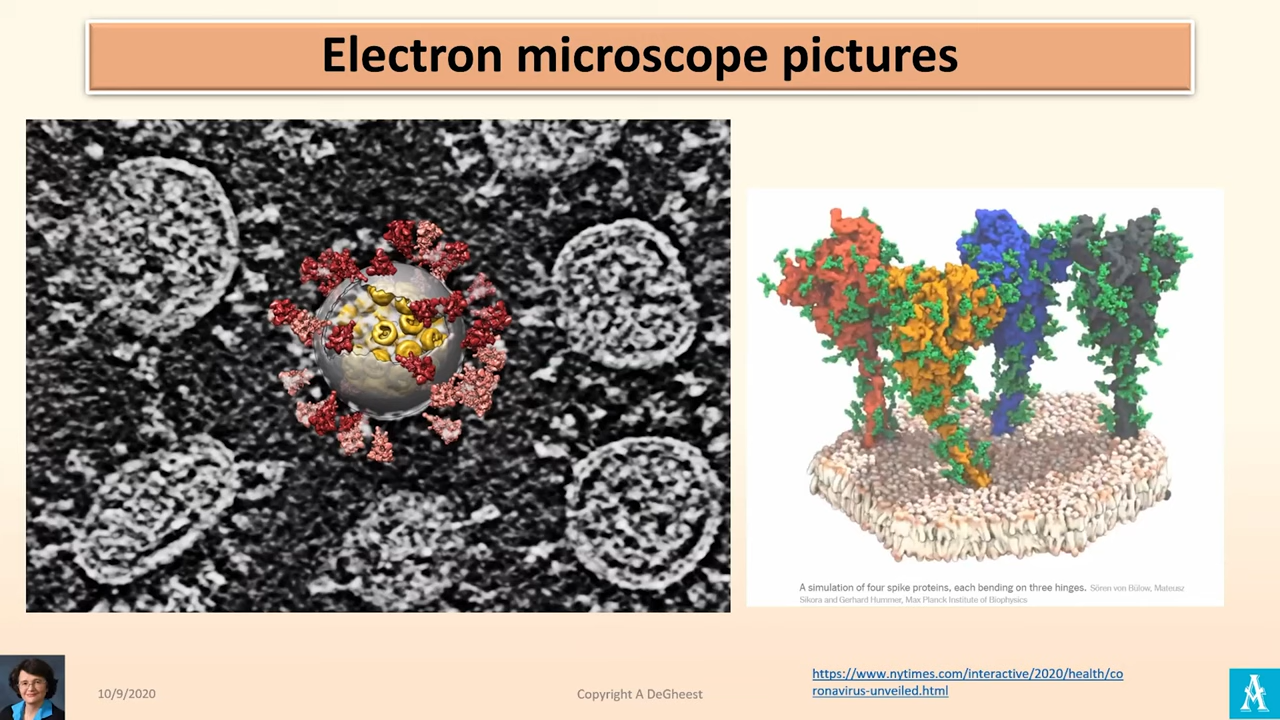 Electron microscope pictures
A simulation of four spike proteins, each bending on three hinges. Sören von Bülow, Mateusz
Sikora and Gerhard Hummer, Max Planck Institute of Biophysics
10/9/2020
Copyright A DeGheest
https://www.nytimes.com/interactive/2020/health/co
ronavirus-unveiled.html
A